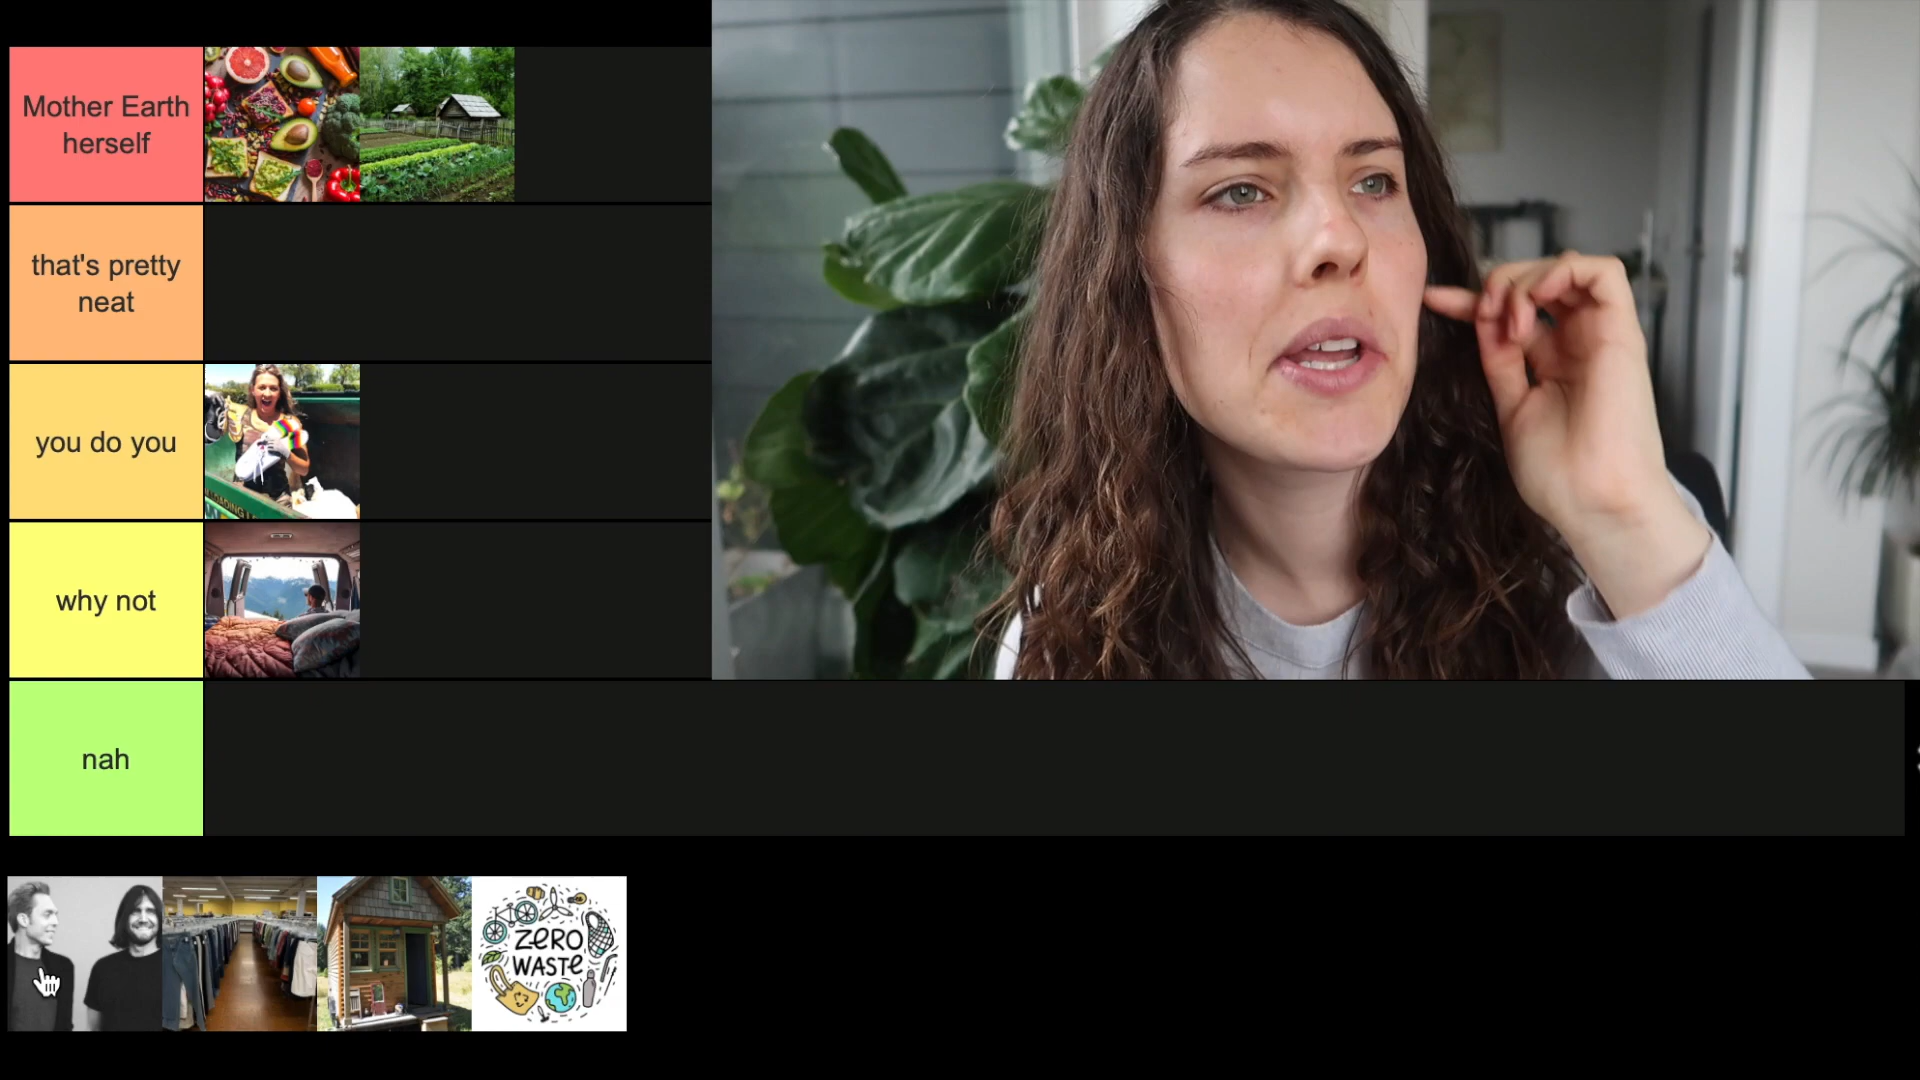 Mother Earth
herself
that's pretty
neat
you do you
why not
nah
ZERO
WASTE